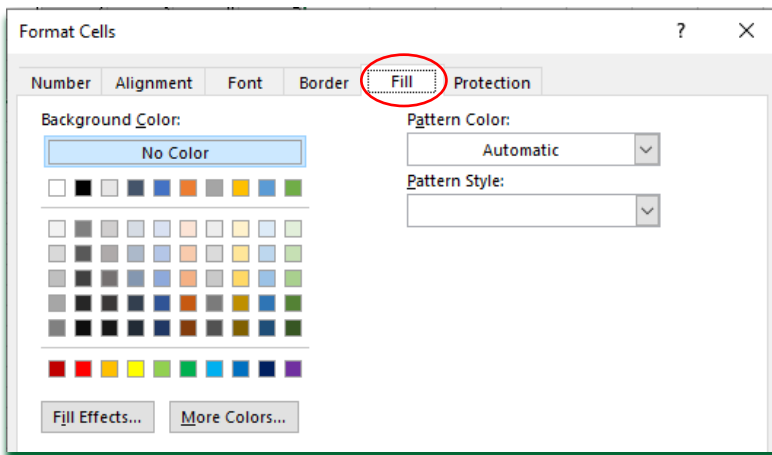 Format Cells ?
Number Alignment Font Border Fill Protection
Background Color:
No Color
Pattern Color:
Automatic
Pattern Style:
Fill Effects... More Colors...